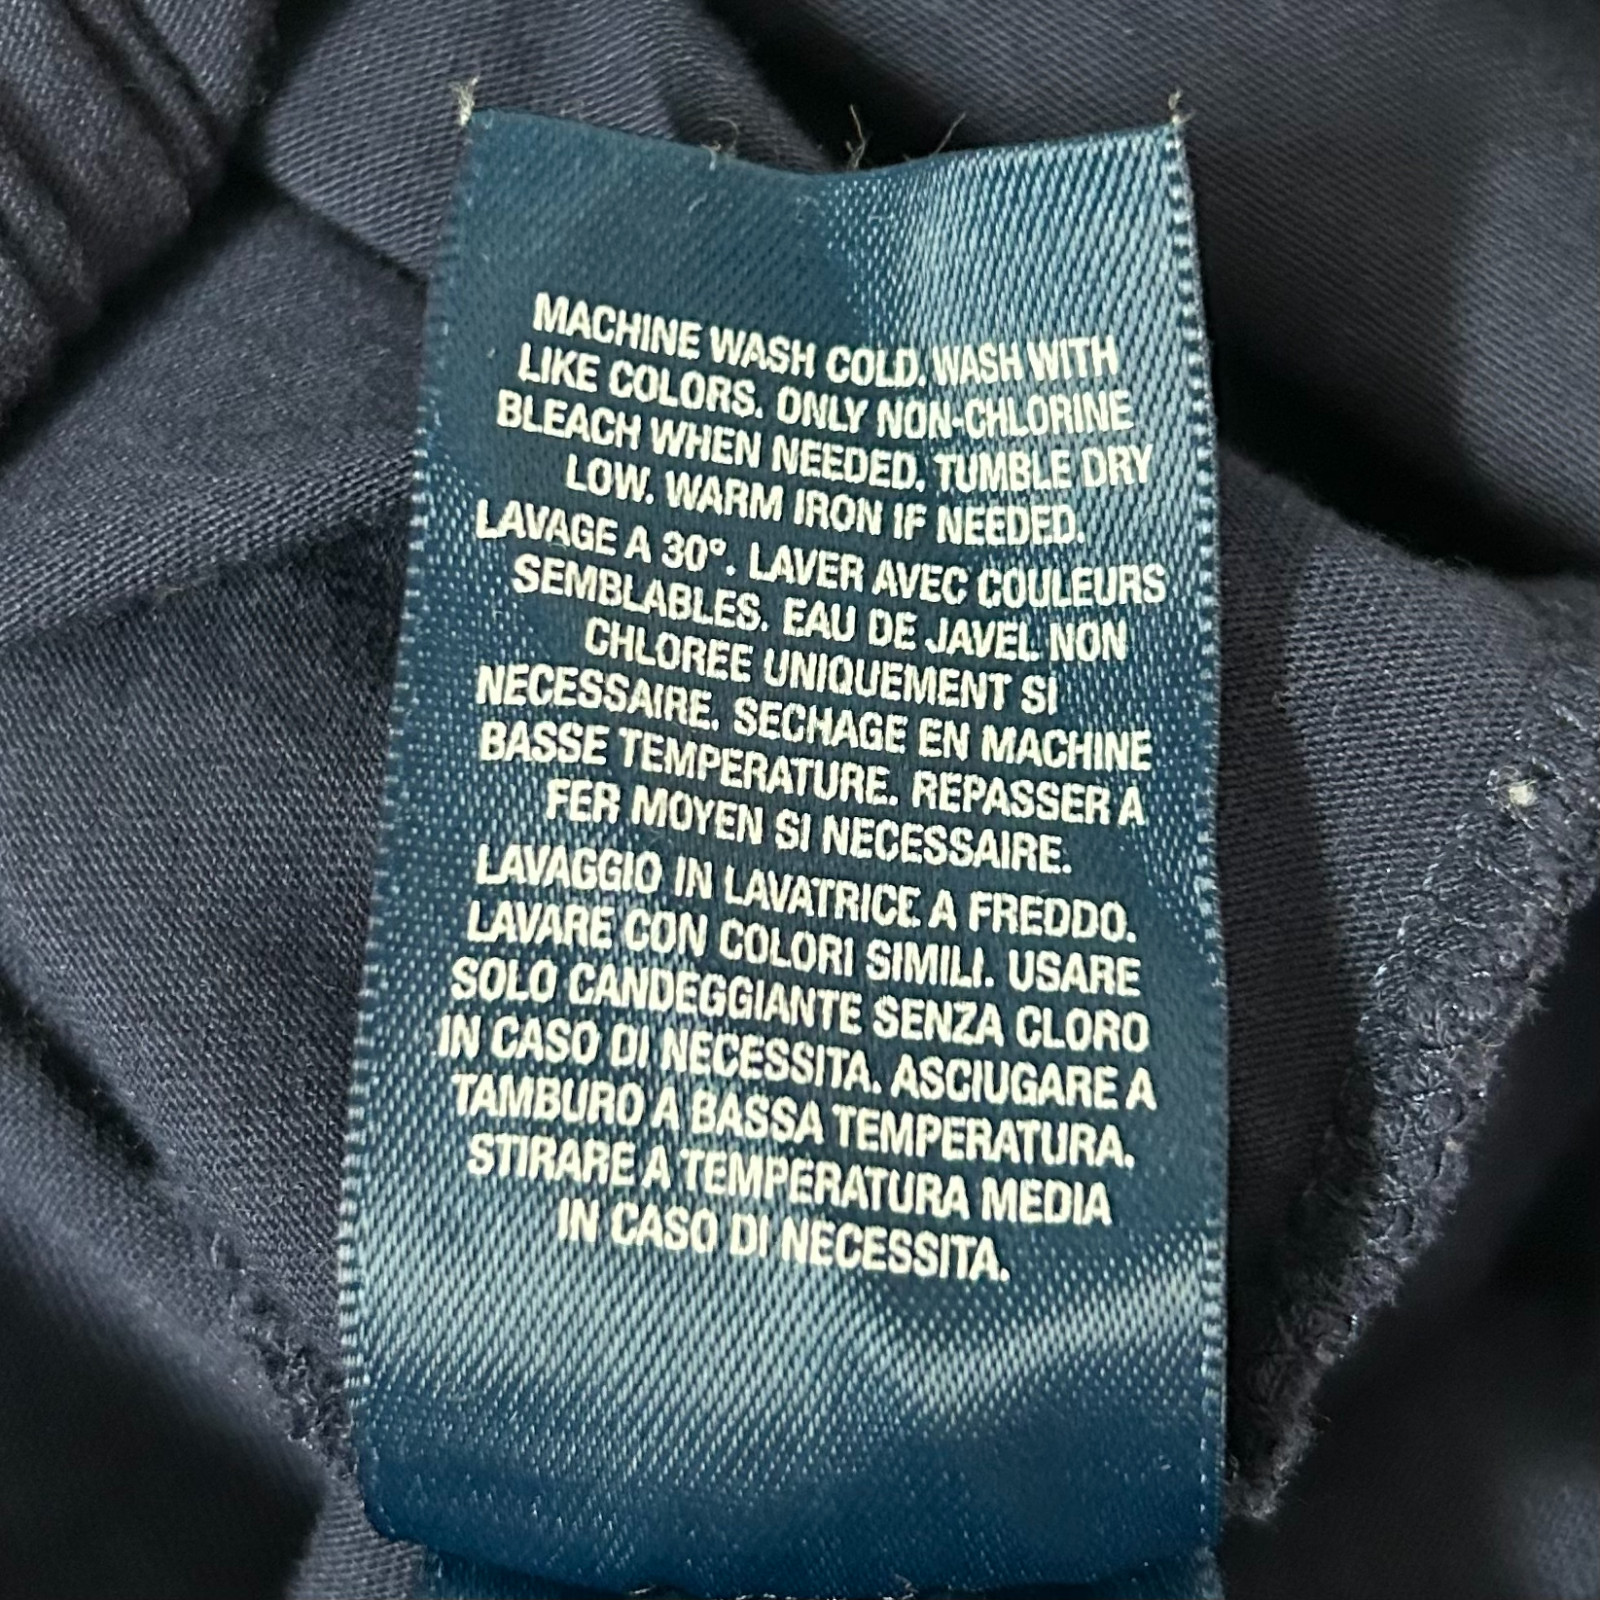 MACHINE WASH COLD. WASH WITH
LIKE COLORS. ONLY NON-CHLORINE
BLEACH WHEN NEEDED. TUMBLE DRY
LOW. WARM IRON IF NEEDED.
LAVAGE A 30°. LAVER AVEC COULEURS
SEMBLABLES. EAU DE JAVEL NON
CHLOREE UNIQUEMENT SI
NECESSAIRE. SECHAGE EN MACHINE
BASSE TEMPERATURE. REPASSER A
FER MOYEN SI NECESSAIRE.
LAVAGGIO IN LAVATRICE A FREDDO.
LAVARE CON COLORI SIMILI. USARE
SOLO CANDEGGIANTE SENZA CLORO
IN CASO DI NECESSITA. ASCIUGARE A
TAMBURO A BASSA TEMPERATURA.
STIRARE A TEMPERATURA MEDIA
IN CASO DI NECESSITA.